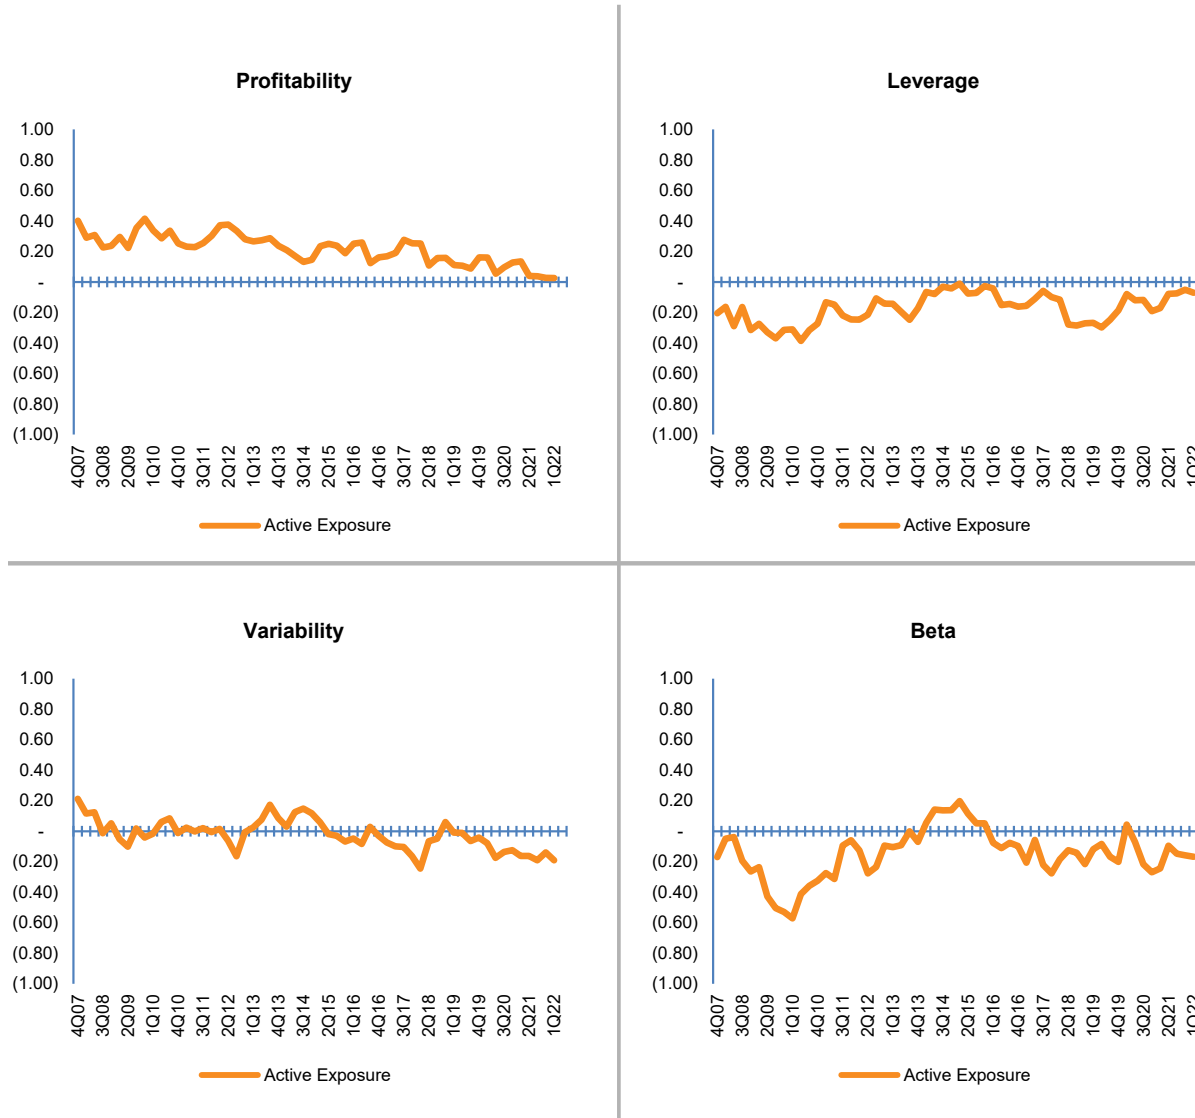 Profitability
1.00
0.80
0.60
0.40
0.20
-
(0.20)
(0.40)
(0.60)
(0.80)
(1.00)
4Q07
3Q08
2Q09
1Q10
4Q10
3Q11
2Q12
1Q13
4Q13
3Q14
2Q15
1Q16
4Q16
3Q17
2Q18
1Q19
4Q19
3Q20
2Q21
1Q22
Active Exposure
Leverage
1.00
0.80
0.60
0.40
0.20
-
(0.20)
(0.40)
(0.60)
(0.80)
(1.00)
4Q07
3Q08
2Q09
1Q10
4Q10
3Q11
2Q12
1Q13
4Q13
3Q14
2Q15
1Q16
4Q16
3Q17
2Q18
1Q19
4Q19
3Q20
2Q21
1Q22
Active Exposure
Variability
1.00
0.80
0.60
0.40
0.20
-
(0.20)
(0.40)
(0.60)
(0.80)
(1.00)
4Q07
3Q08
2Q09
1Q10
4Q10
3Q11
2Q12
1Q13
4Q13
3Q14
2Q15
1Q16
4Q16
3Q17
2Q18
1Q19
4Q19
3Q20
2Q21
1Q22
Active Exposure
Beta
1.00
0.80
0.60
0.40
0.20
-
(0.20)
(0.40)
(0.60)
(0.80)
(1.00)
4Q07
3Q08
2Q09
1Q10
4Q10
3Q11
2Q12
1Q13
4Q13
3Q14
2Q15
1Q16
4Q16
3Q17
2Q18
1Q19
4Q19
3Q20
2Q21
1Q22
Active Exposure